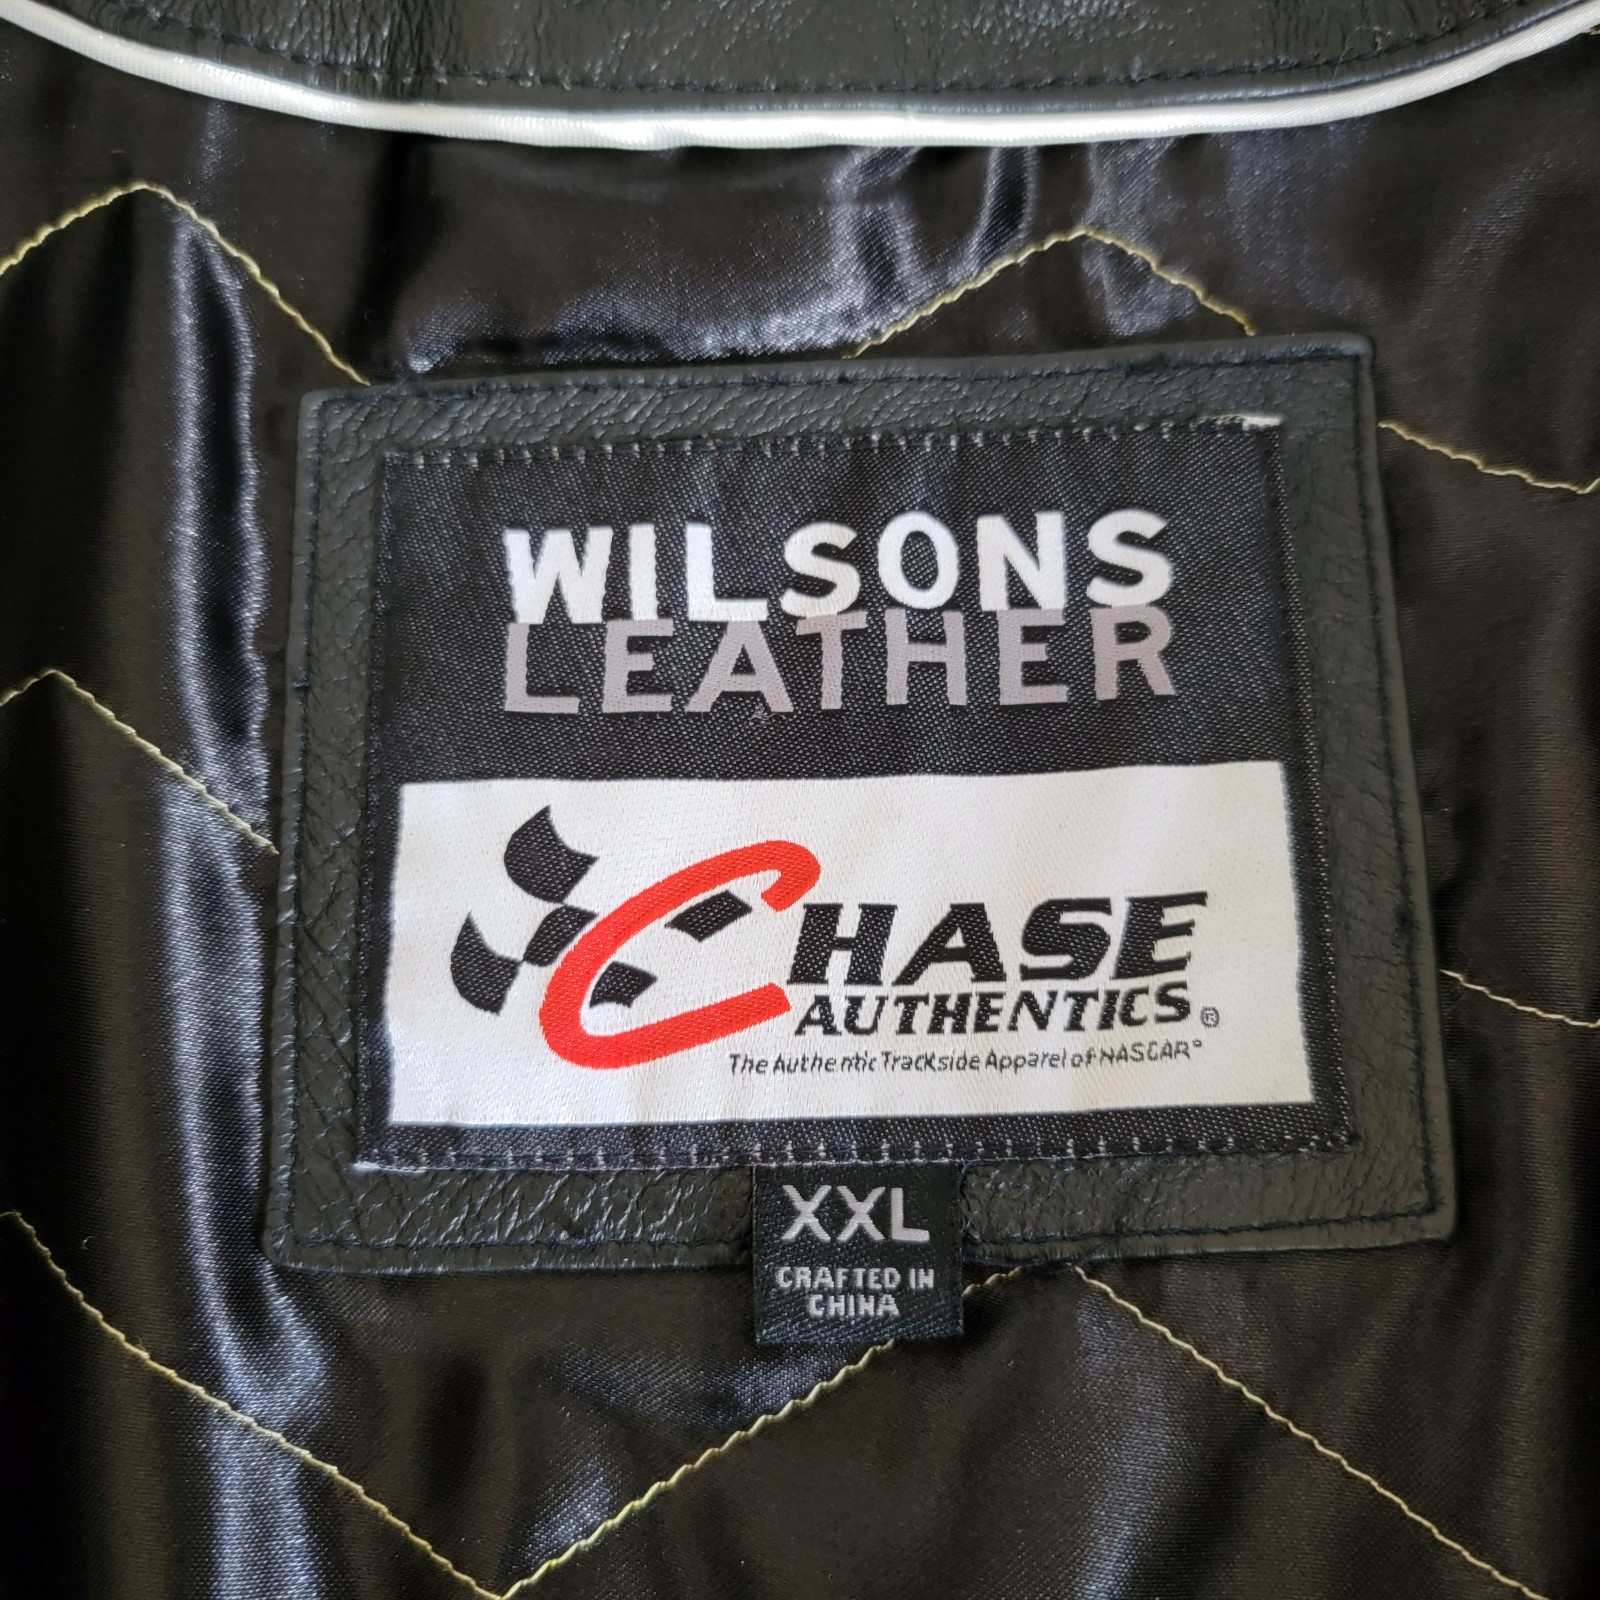 WILSONS
LEATHER
CHASE
AUTHENTICS®
The Authentic Trackside Apparel of NASCAR®
XXL
CRAFTED IN
CHINA